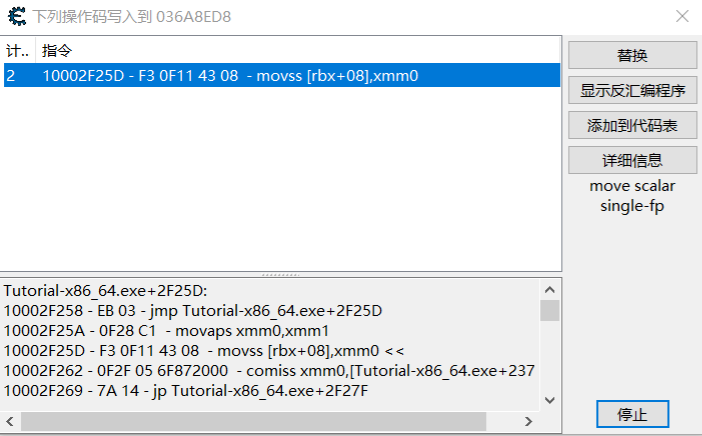 下列操作码写入到 036A8ED8
计.. 指令
2 10002F25D - F3 0F11 43 08 - movss [rbx+08],xmm0
替换
显示反汇编程序
添加到代码表
详细信息
move scalar
single-fp
Tutorial-x86_64.exe+2F25D:
10002F258 - EB 03 - jmp Tutorial-x86_64.exe+2F25D
10002F25A - 0F28 C1 - movaps xmm0,xmm1
10002F25D - F3 0F11 43 08 - movss [rbx+08],xmm0 <<
10002F262 - 0F2F 05 6F872000 - comiss xmm0,[Tutorial-x86_64.exe+237
10002F269 - 7A 14 - jp Tutorial-x86_64.exe+2F27F
停止